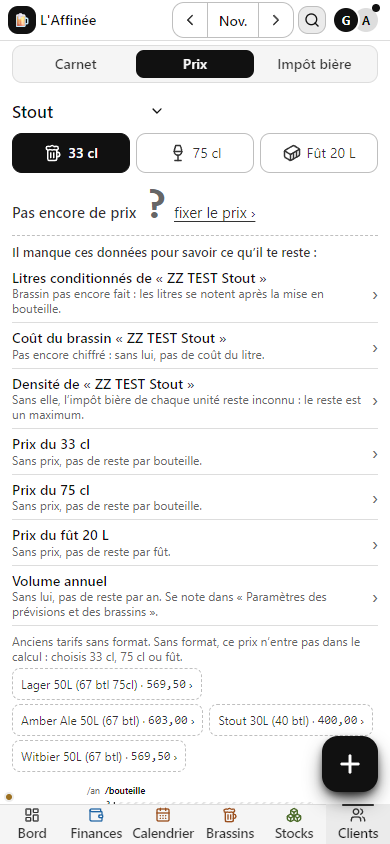 L'Affinée
Nov.
G
A
Carnet
Prix
Impôt bière
Stout
33 cl
75 cl
Fût 20 L
Pas encore de prix ? fixer le prix ›
Il manque ces données pour savoir ce qu'il te reste :
Litres conditionnés de « ZZ TEST Stout »
Brassin pas encore fait : les litres se notent après la mise en
bouteille.
Coût du brassin « ZZ TEST Stout »
Pas encore chiffré : sans lui, pas de coût du litre.
Densité de « ZZ TEST Stout »
Sans elle, l'impôt bière de chaque unité reste inconnu : le reste est
un maximum.
Prix du 33 cl
Sans prix, pas de reste par bouteille.
Prix du 75 cl
Sans prix, pas de reste par bouteille.
Prix du fût 20 L
Sans prix, pas de reste par fût.
Volume annuel
Sans lui, pas de reste par an. Se note dans « Paramètres des
prévisions et des brassins ».
Anciens tarifs sans format. Sans format, ce prix n'entre pas dans le
calcul : choisis 33 cl, 75 cl ou fût.
Lager 50L (67 btl 75cl) · 569,50 ›
Amber Ale 50L (67 btl) · 603,00 ›
Stout 30L (40 btl) · 400,00 ›
Witbier 50L (67 btl) · 569,50 ›
/an /bouteille
Bord
Finances
Calendrier
Brassins
Stocks
Clients